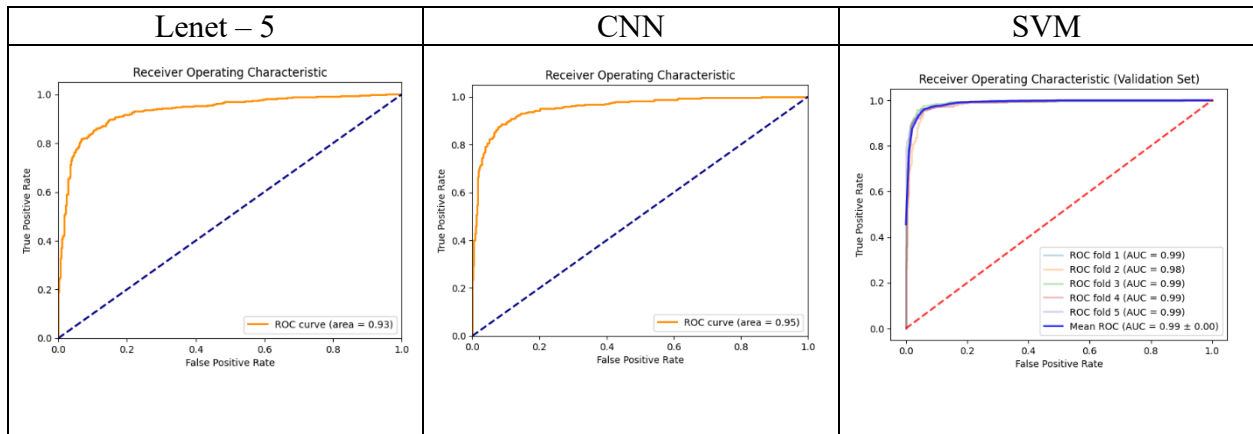 Lenet – 5
CNN
SVM
Receiver Operating Characteristic
1.0
0.8
0.6
0.4
0.2
0.0
True Positive Rate
ROC curve (area = 0.93)
0.0 0.2 0.4 0.6 0.8 1.0
False Positive Rate
Receiver Operating Characteristic
1.0
0.8
0.6
0.4
0.2
0.0
True Positive Rate
ROC curve (area = 0.95)
0.0 0.2 0.4 0.6 0.8 1.0
False Positive Rate
Receiver Operating Characteristic (Validation Set)
1.0
0.8
0.6
0.4
0.2
0.0
True Positive Rate
ROC fold 1 (AUC = 0.99)
ROC fold 2 (AUC = 0.98)
ROC fold 3 (AUC = 0.99)
ROC fold 4 (AUC = 0.99)
ROC fold 5 (AUC = 0.99)
Mean ROC (AUC = 0.99 ± 0.00)
0.0 0.2 0.4 0.6 0.8 1.0
False Positive Rate